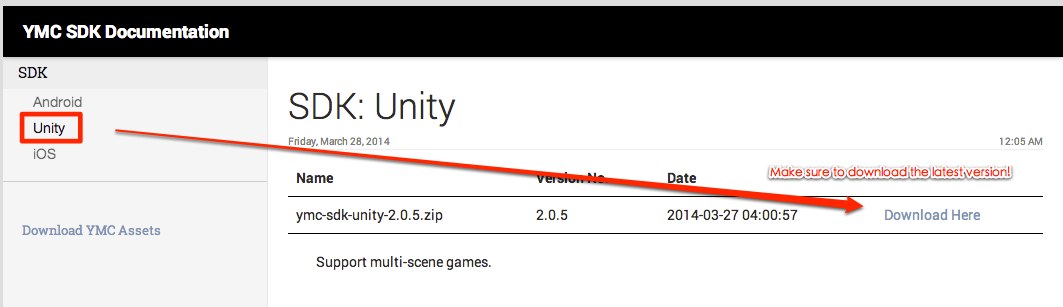 YMC SDK Documentation
SDK
Android
Unity
iOS
Download YMC Assets
SDK: Unity
Friday, March 28, 2014 12:05 AM
Make sure to download the latest version!
Name Version No. Date
ymc-sdk-unity-2.0.5.zip 2.0.5 2014-03-27 04:00:57 Download Here
Support multi-scene games.